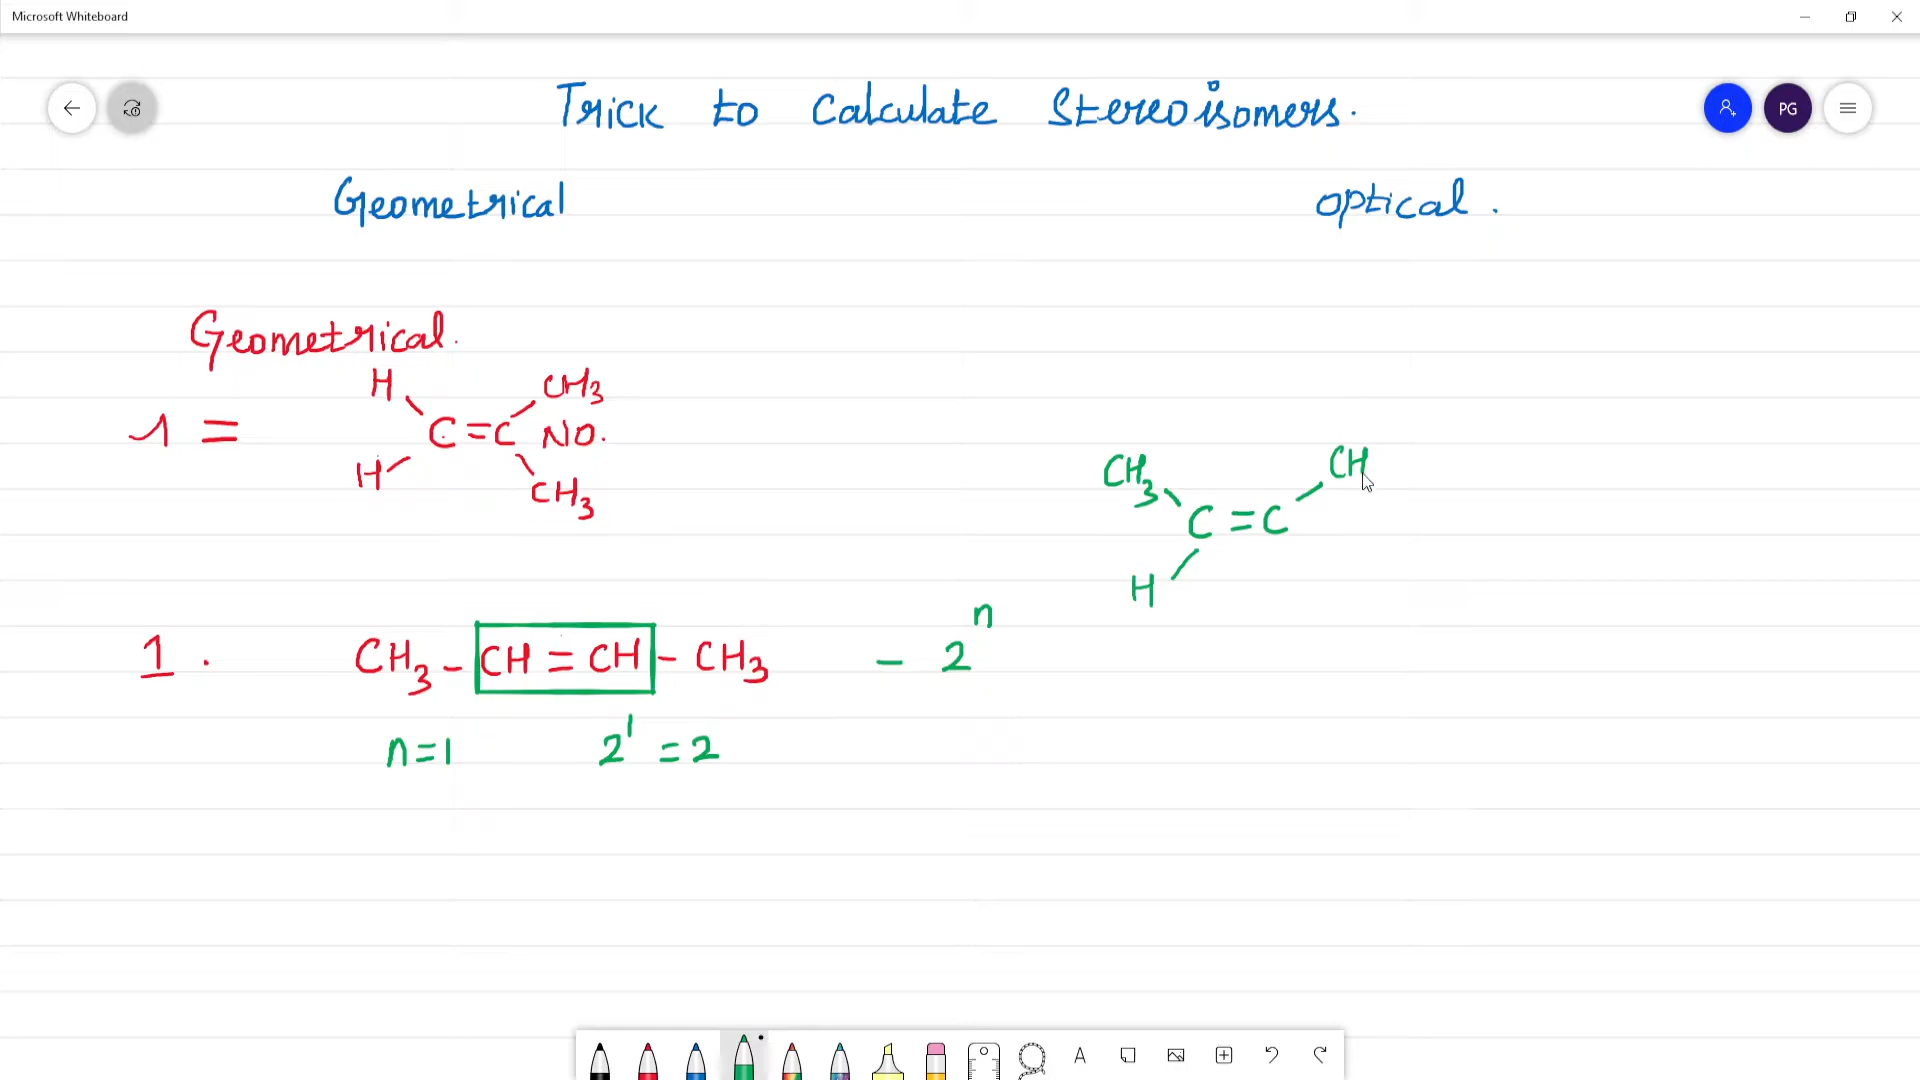 Microsoft Whiteboard
Trick to Calculate Stereoisomers.
PG
Geometrical optical.
Geometrical.
H CH3
1 = C=C NO.
H CH3
CH3 CH
C=C
H
1. CH3-CH=CH-CH3 - 2^n
n=1 2^1 =2
A